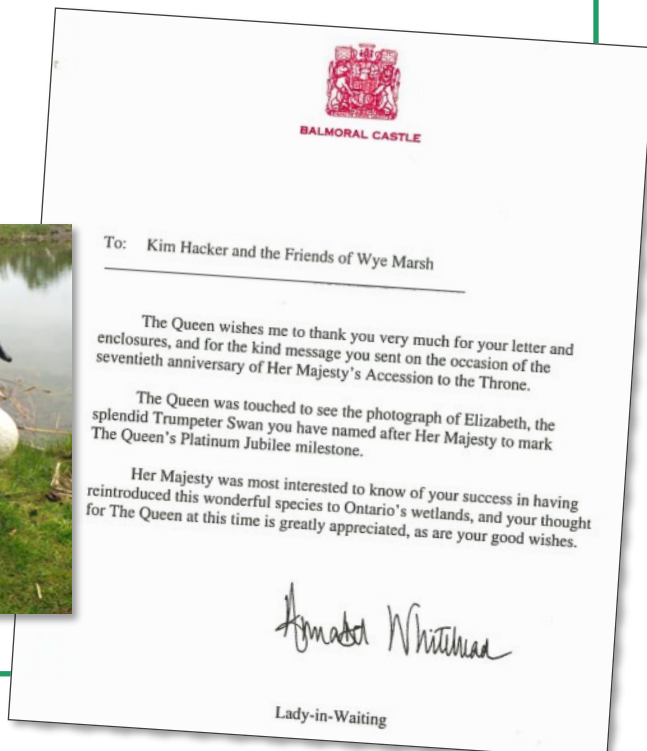 BALMORAL CASTLE
To: Kim Hacker and the Friends of Wye Marsh
The Queen wishes me to thank you very much for your letter and
enclosures, and for the kind message you sent on the occasion of the
seventieth anniversary of Her Majesty's Accession to the Throne.
The Queen was touched to see the photograph of Elizabeth, the
splendid Trumpeter Swan you have named after Her Majesty to mark
The Queen's Platinum Jubilee milestone.
Her Majesty was most interested to know of your success in having
reintroduced this wonderful species to Ontario's wetlands, and your thought
for The Queen at this time is greatly appreciated, as are your good wishes.
Annabel Whitehead
Lady-in-Waiting